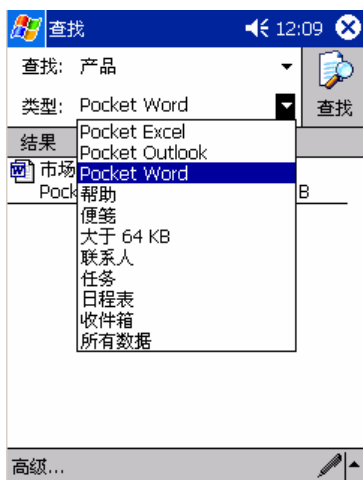 查找 12:09
查找: 产品
类型: Pocket Word 查找
结果
Pocket Excel
Pocket Outlook
市场 Pocket Word
Pock 帮助 B
便笺
大于 64 KB
联系人
任务
日程表
收件箱
所有数据
高级...